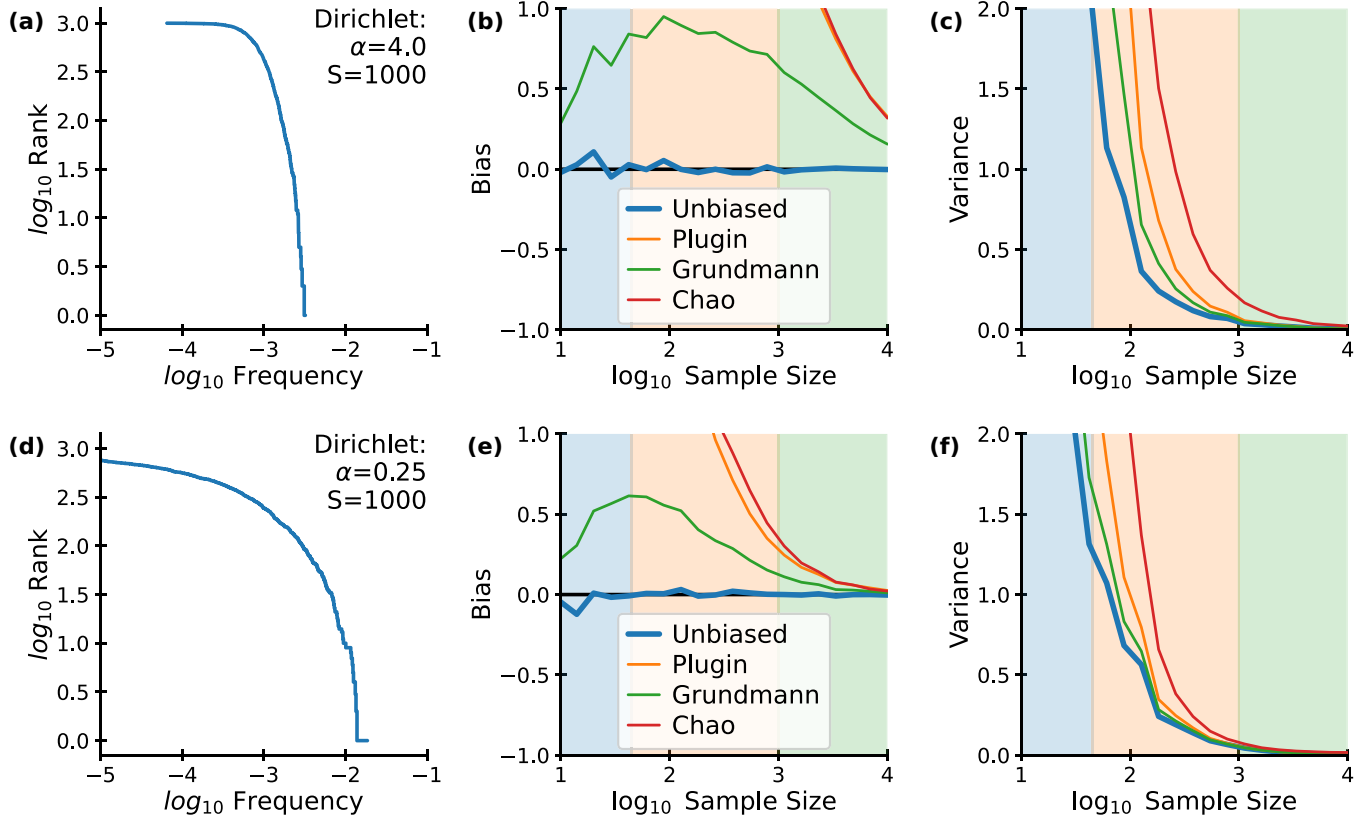 (a)
Dirichlet:
α=4.0
S=1000
3.0
2.5
2.0
1.5
1.0
0.5
0.0
log10 Rank
−5
−4
−3
−2
−1
log10 Frequency
(b)
1.0
0.5
0.0
−0.5
−1.0
Bias
Unbiased
Plugin
Grundmann
Chao
1
2
3
4
log10 Sample Size
(c)
2.0
1.5
1.0
0.5
0.0
Variance
1
2
3
4
log10 Sample Size
(d)
Dirichlet:
α=0.25
S=1000
3.0
2.5
2.0
1.5
1.0
0.5
0.0
log10 Rank
−5
−4
−3
−2
−1
log10 Frequency
(e)
1.0
0.5
0.0
−0.5
−1.0
Bias
Unbiased
Plugin
Grundmann
Chao
1
2
3
4
log10 Sample Size
(f)
2.0
1.5
1.0
0.5
0.0
Variance
1
2
3
4
log10 Sample Size